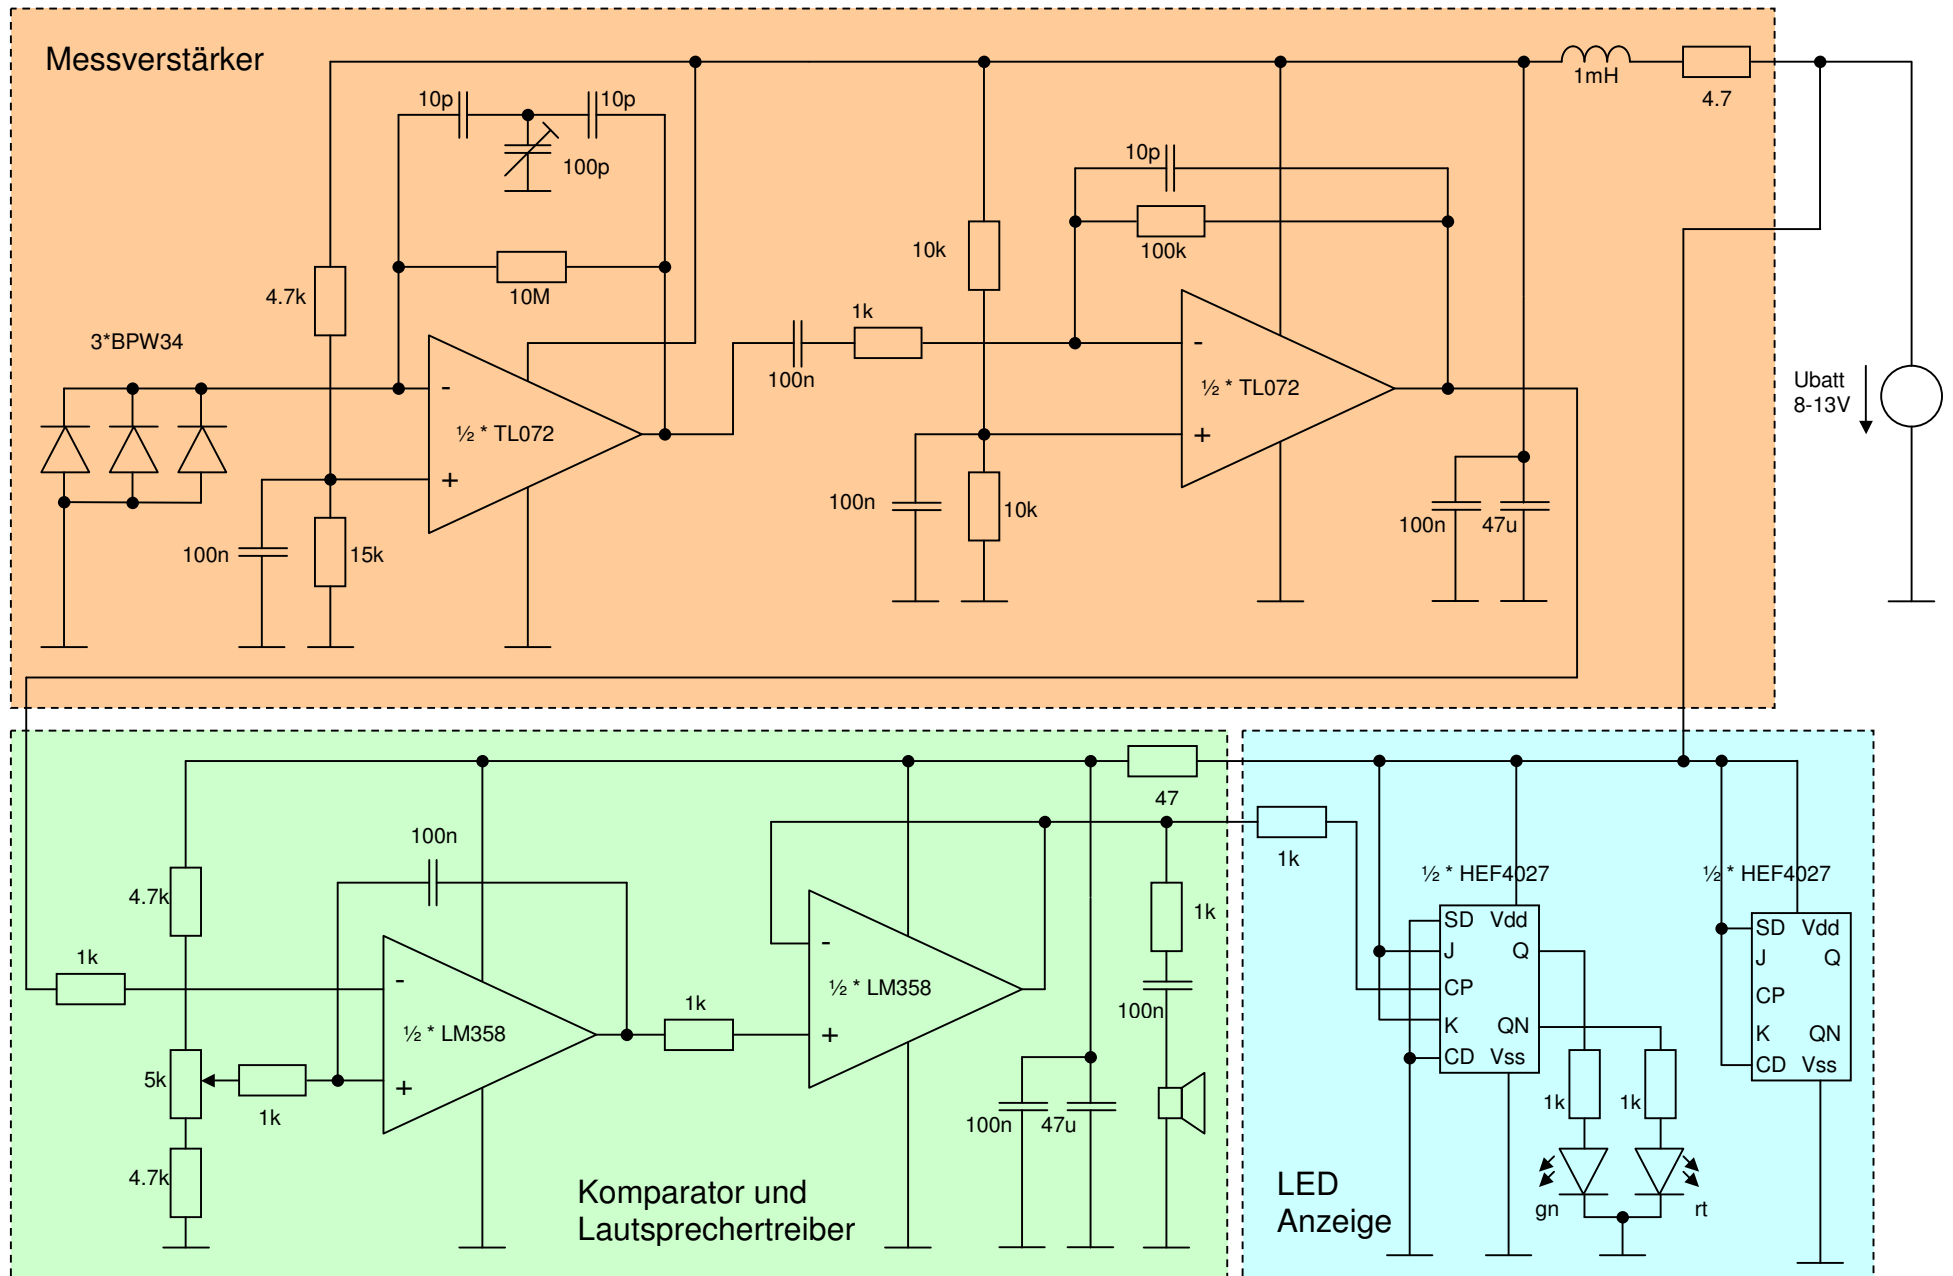 Messverstärker
1mH
4.7
10p
10p
100p
10p
100k
10k
4.7k
10M
1k
3*BPW34
-
½ * TL072
+
100n
-
½ * TL072
+
Ubatt
8-13V
100n
15k
100n
10k
100n
47u
47
100n
1k
4.7k
½ * HEF4027
½ * HEF4027
1k
1k
-
½ * LM358
+
1k
-
½ * LM358
+
100n
SD Vdd
J Q
CP
K QN
CD Vss
SD Vdd
J Q
CP
K QN
CD Vss
5k
1k
100n
47u
1k
1k
4.7k
Komparator und
Lautsprechertreiber
LED
Anzeige
gn
rt